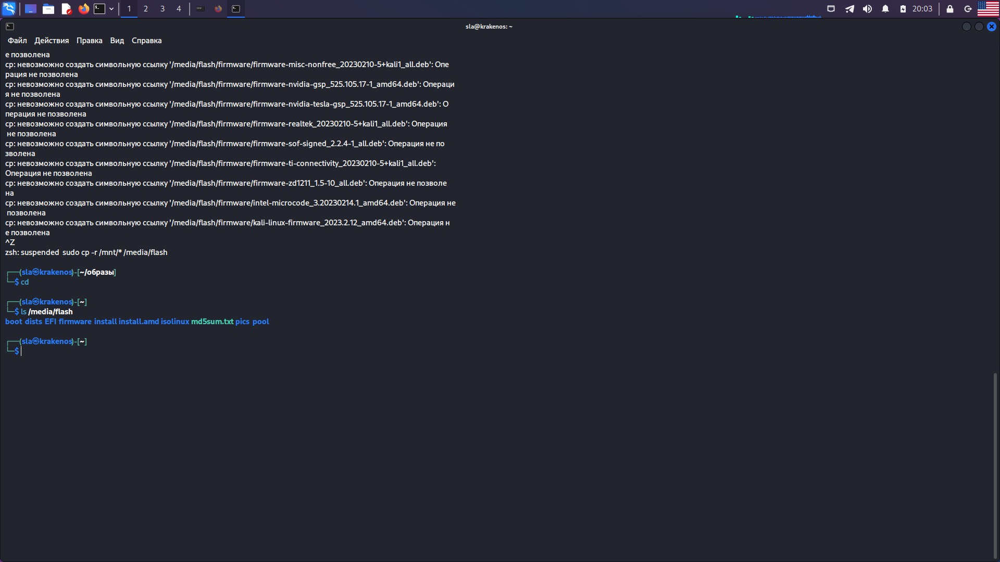 1 2 3 4 20:03
sla@krakenos: ~
Файл Действия Правка Вид Справка
е позволена
cp: невозможно создать символьную ссылку '/media/flash/firmware/firmware-misc-nonfree_20230210-5+kali1_all.deb': Опе
рация не позволена
cp: невозможно создать символьную ссылку '/media/flash/firmware/firmware-nvidia-gsp_525.105.17-1_amd64.deb': Операци
я не позволена
cp: невозможно создать символьную ссылку '/media/flash/firmware/firmware-nvidia-tesla-gsp_525.105.17-1_amd64.deb': О
перация не позволена
cp: невозможно создать символьную ссылку '/media/flash/firmware/firmware-realtek_20230210-5+kali1_all.deb': Операция
не позволена
cp: невозможно создать символьную ссылку '/media/flash/firmware/firmware-sof-signed_2.2.4-1_all.deb': Операция не по
зволена
cp: невозможно создать символьную ссылку '/media/flash/firmware/firmware-ti-connectivity_20230210-5+kali1_all.deb':
Операция не позволена
cp: невозможно создать символьную ссылку '/media/flash/firmware/firmware-zd1211_1.5-10_all.deb': Операция не позволе
на
cp: невозможно создать символьную ссылку '/media/flash/firmware/intel-microcode_3.20230214.1_amd64.deb': Операция не
позволена
cp: невозможно создать символьную ссылку '/media/flash/firmware/kali-linux-firmware_2023.2.12_amd64.deb': Операция н
е позволена
^Z
zsh: suspended  sudo cp -r /mnt/* /media/flash
┌──(sla㉿krakenos)-[~/образы]
└─$ cd
┌──(sla㉿krakenos)-[~]
└─$ ls /media/flash
boot dists EFI firmware install install.amd isolinux md5sum.txt pics pool
┌──(sla㉿krakenos)-[~]
└─$